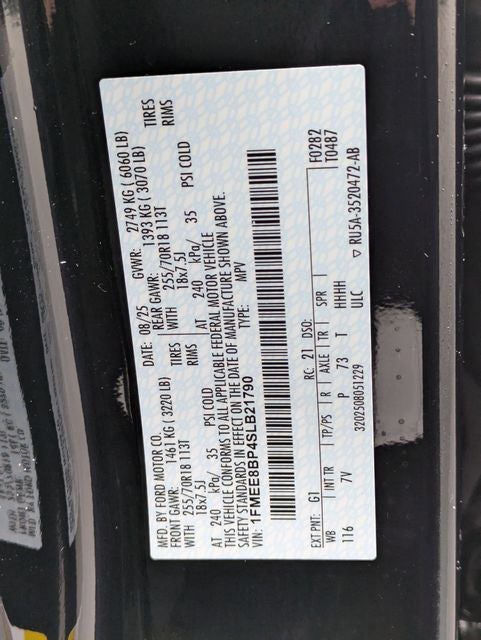 MFD. BY FORD MOTOR CO.
DATE: 08/25 GVWR: 2749 KG ( 6060 LB)
FRONT GAWR: 1461 KG ( 3220 LB) REAR GAWR: 1393 KG ( 3070 LB)
WITH 255/70R18 113T TIRES WITH 255/70R18 113T TIRES
18x7.5J RIMS 18x7.5J RIMS
AT 240 kPa/ 35 PSI COLD AT 240 kPa/ 35 PSI COLD
THIS VEHICLE CONFORMS TO ALL APPLICABLE FEDERAL MOTOR VEHICLE
SAFETY STANDARDS IN EFFECT ON THE DATE OF MANUFACTURE SHOWN ABOVE.
VIN: 1FMEE8BP4SLB21790 TYPE: MPV
F0282
T0487
EXT PNT: G1 RC: 21 DSO:
WB INT TR TP/PS R AXLE TR SPR
116 7V P 73 T HHHH
ULC
3202508051229 ▽ RU5A-3520472-AB